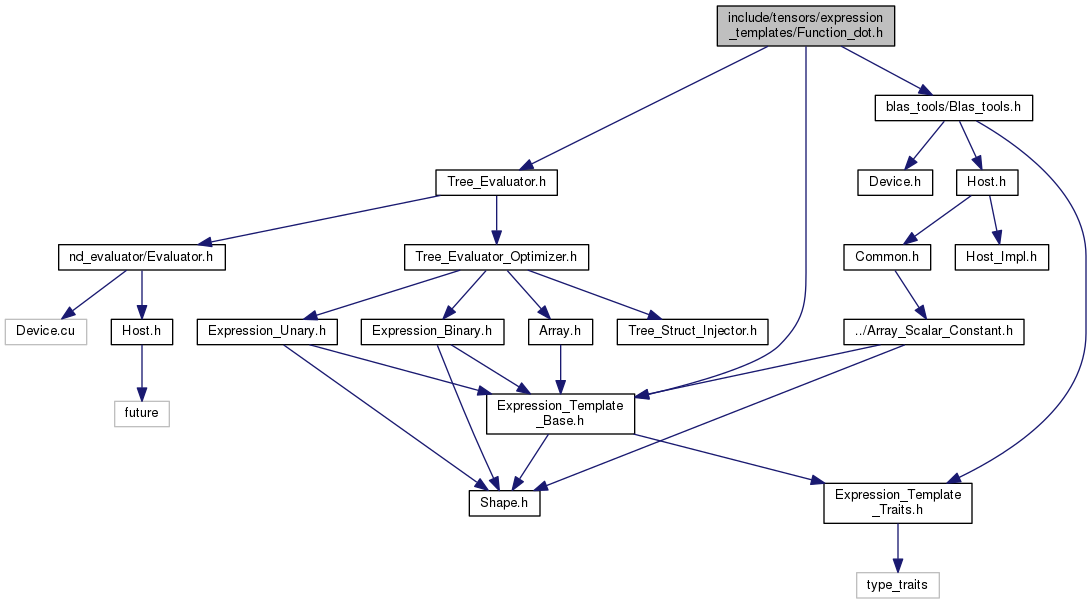 include/tensors/expression
_templates/Function_dot.h
blas_tools/Blas_tools.h
Tree_Evaluator.h
Device.h
Host.h
nd_evaluator/Evaluator.h
Tree_Evaluator_Optimizer.h
Common.h
Host_Impl.h
Device.cu
Host.h
Expression_Unary.h
Expression_Binary.h
Array.h
Tree_Struct_Injector.h
../Array_Scalar_Constant.h
future
Expression_Template
_Base.h
Shape.h
Expression_Template
_Traits.h
type_traits